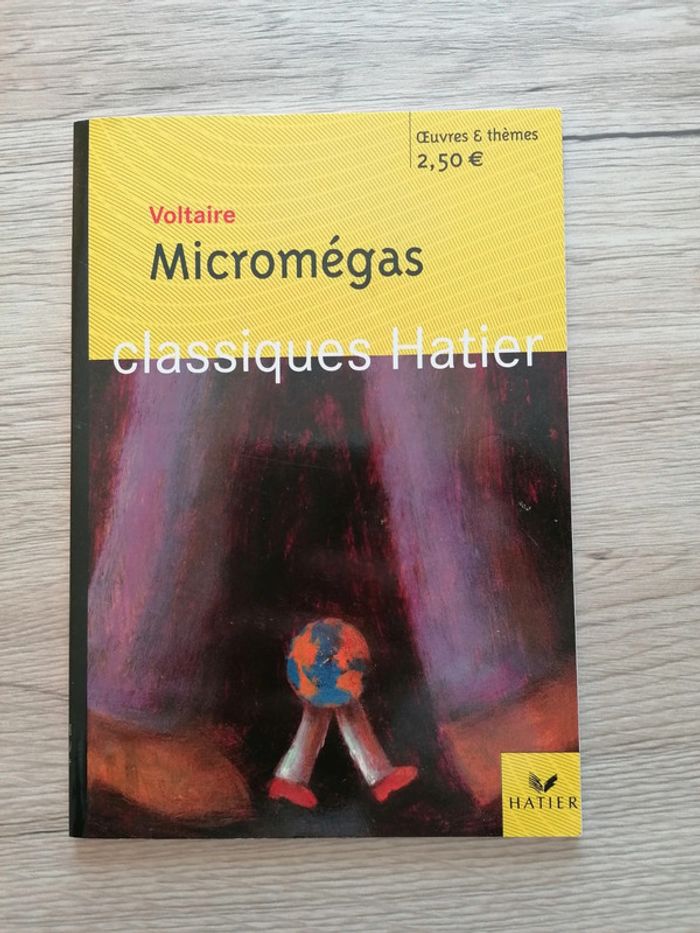 Œuvres & thèmes
2,50 €
Voltaire
Micromégas
classiques Hatier
HATIER